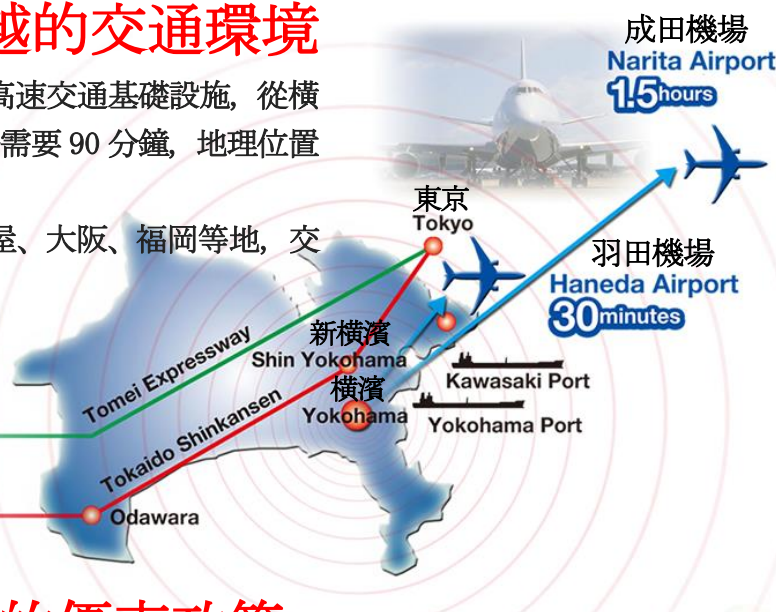 越的交通環境
高速交通基礎設施, 從橫
需要 90 分鐘, 地理位置
屋、大阪、福岡等地, 交
成田機場
Narita Airport
1.5hours
東京
Tokyo
羽田機場
Haneda Airport
30minutes
新橫濱
Shin Yokohama
橫濱
Yokohama
Kawasaki Port
Yokohama Port
Tomei Expressway
Tokaido Shinkansen
Odawara